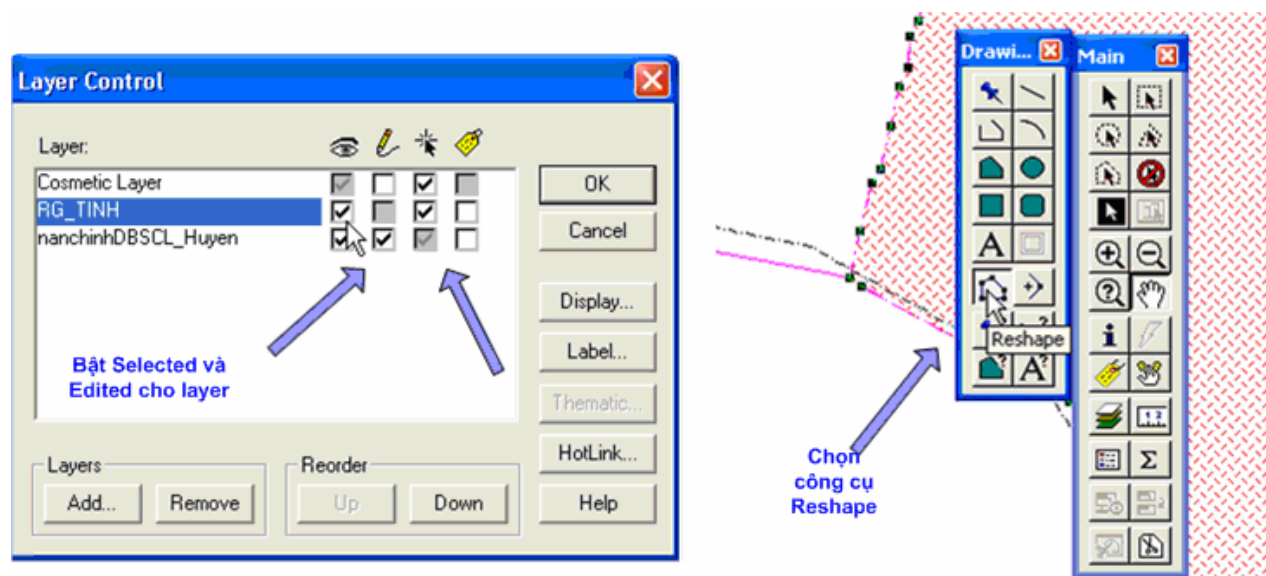 Layer Control
Layer:
Cosmetic Layer
RG_TINH
nanchinhDBSCL_Huyen
OK
Cancel
Display...
Label...
Thematic...
HotLink...
Help
Bật Selected và
Edited cho layer
Layers
Add...
Remove
Reorder
Up
Down
Drawi...
Main
A
Reshape
A
Σ
Chọn
công cụ
Reshape